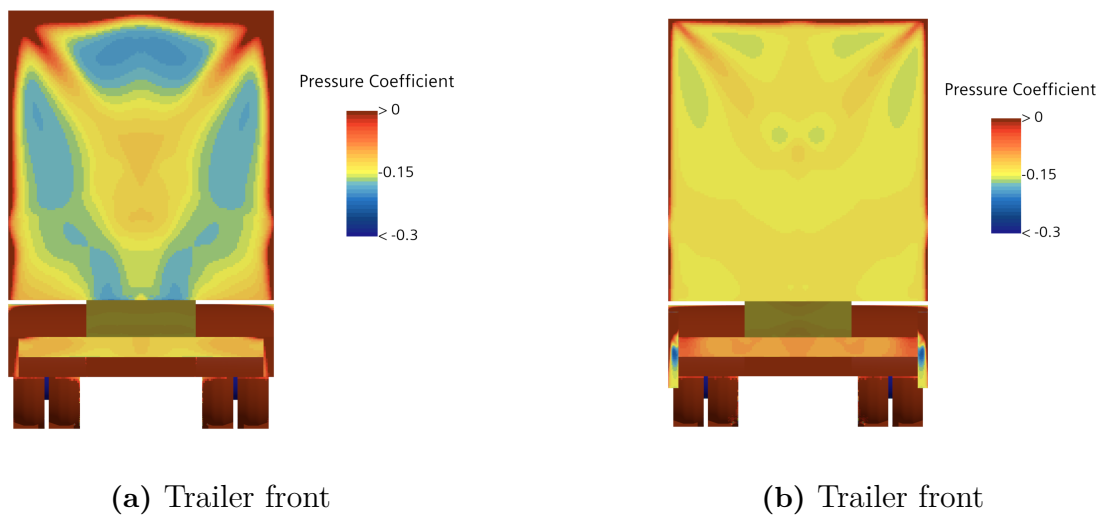 Pressure Coefficient
> 0
-0.15
< -0.3
Pressure Coefficient
> 0
-0.15
< -0.3
(a) Trailer front
(b) Trailer front